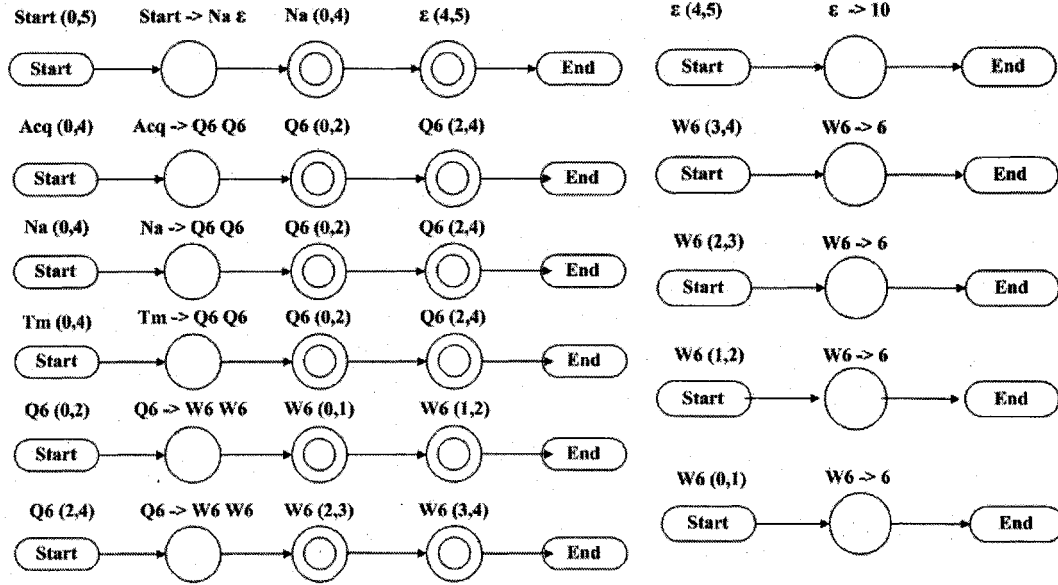 Start (0,5) Start -> Na ε Na (0,4) ε (4,5)
Start End
Acq (0,4) Acq -> Q6 Q6 Q6 (0,2) Q6 (2,4)
Start End
Na (0,4) Na -> Q6 Q6 Q6 (0,2) Q6 (2,4)
Start End
Tm (0,4) Tm -> Q6 Q6 Q6 (0,2) Q6 (2,4)
Start End
Q6 (0,2) Q6 -> W6 W6 W6 (0,1) W6 (1,2)
Start End
Q6 (2,4) Q6 -> W6 W6 W6 (2,3) W6 (3,4)
Start End
ε (4,5) ε -> 10
Start End
W6 (3,4) W6 -> 6
Start End
W6 (2,3) W6 -> 6
Start End
W6 (1,2) W6 -> 6
Start End
W6 (0,1) W6 -> 6
Start End